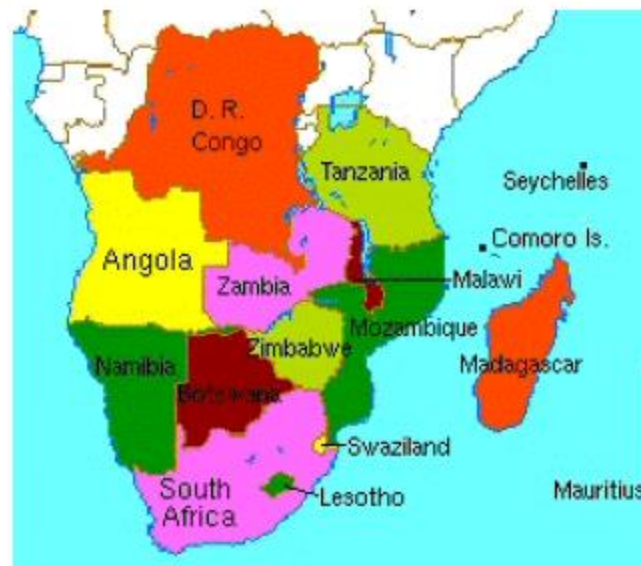 D. R.
Congo
Tanzania
Seychelles
Angola
Comoro Is.
Zambia
Malawi
Mozambique
Zimbabwe
Namibia
Madagascar
Botswana
Swaziland
South
Africa
Lesotho
Mauritius